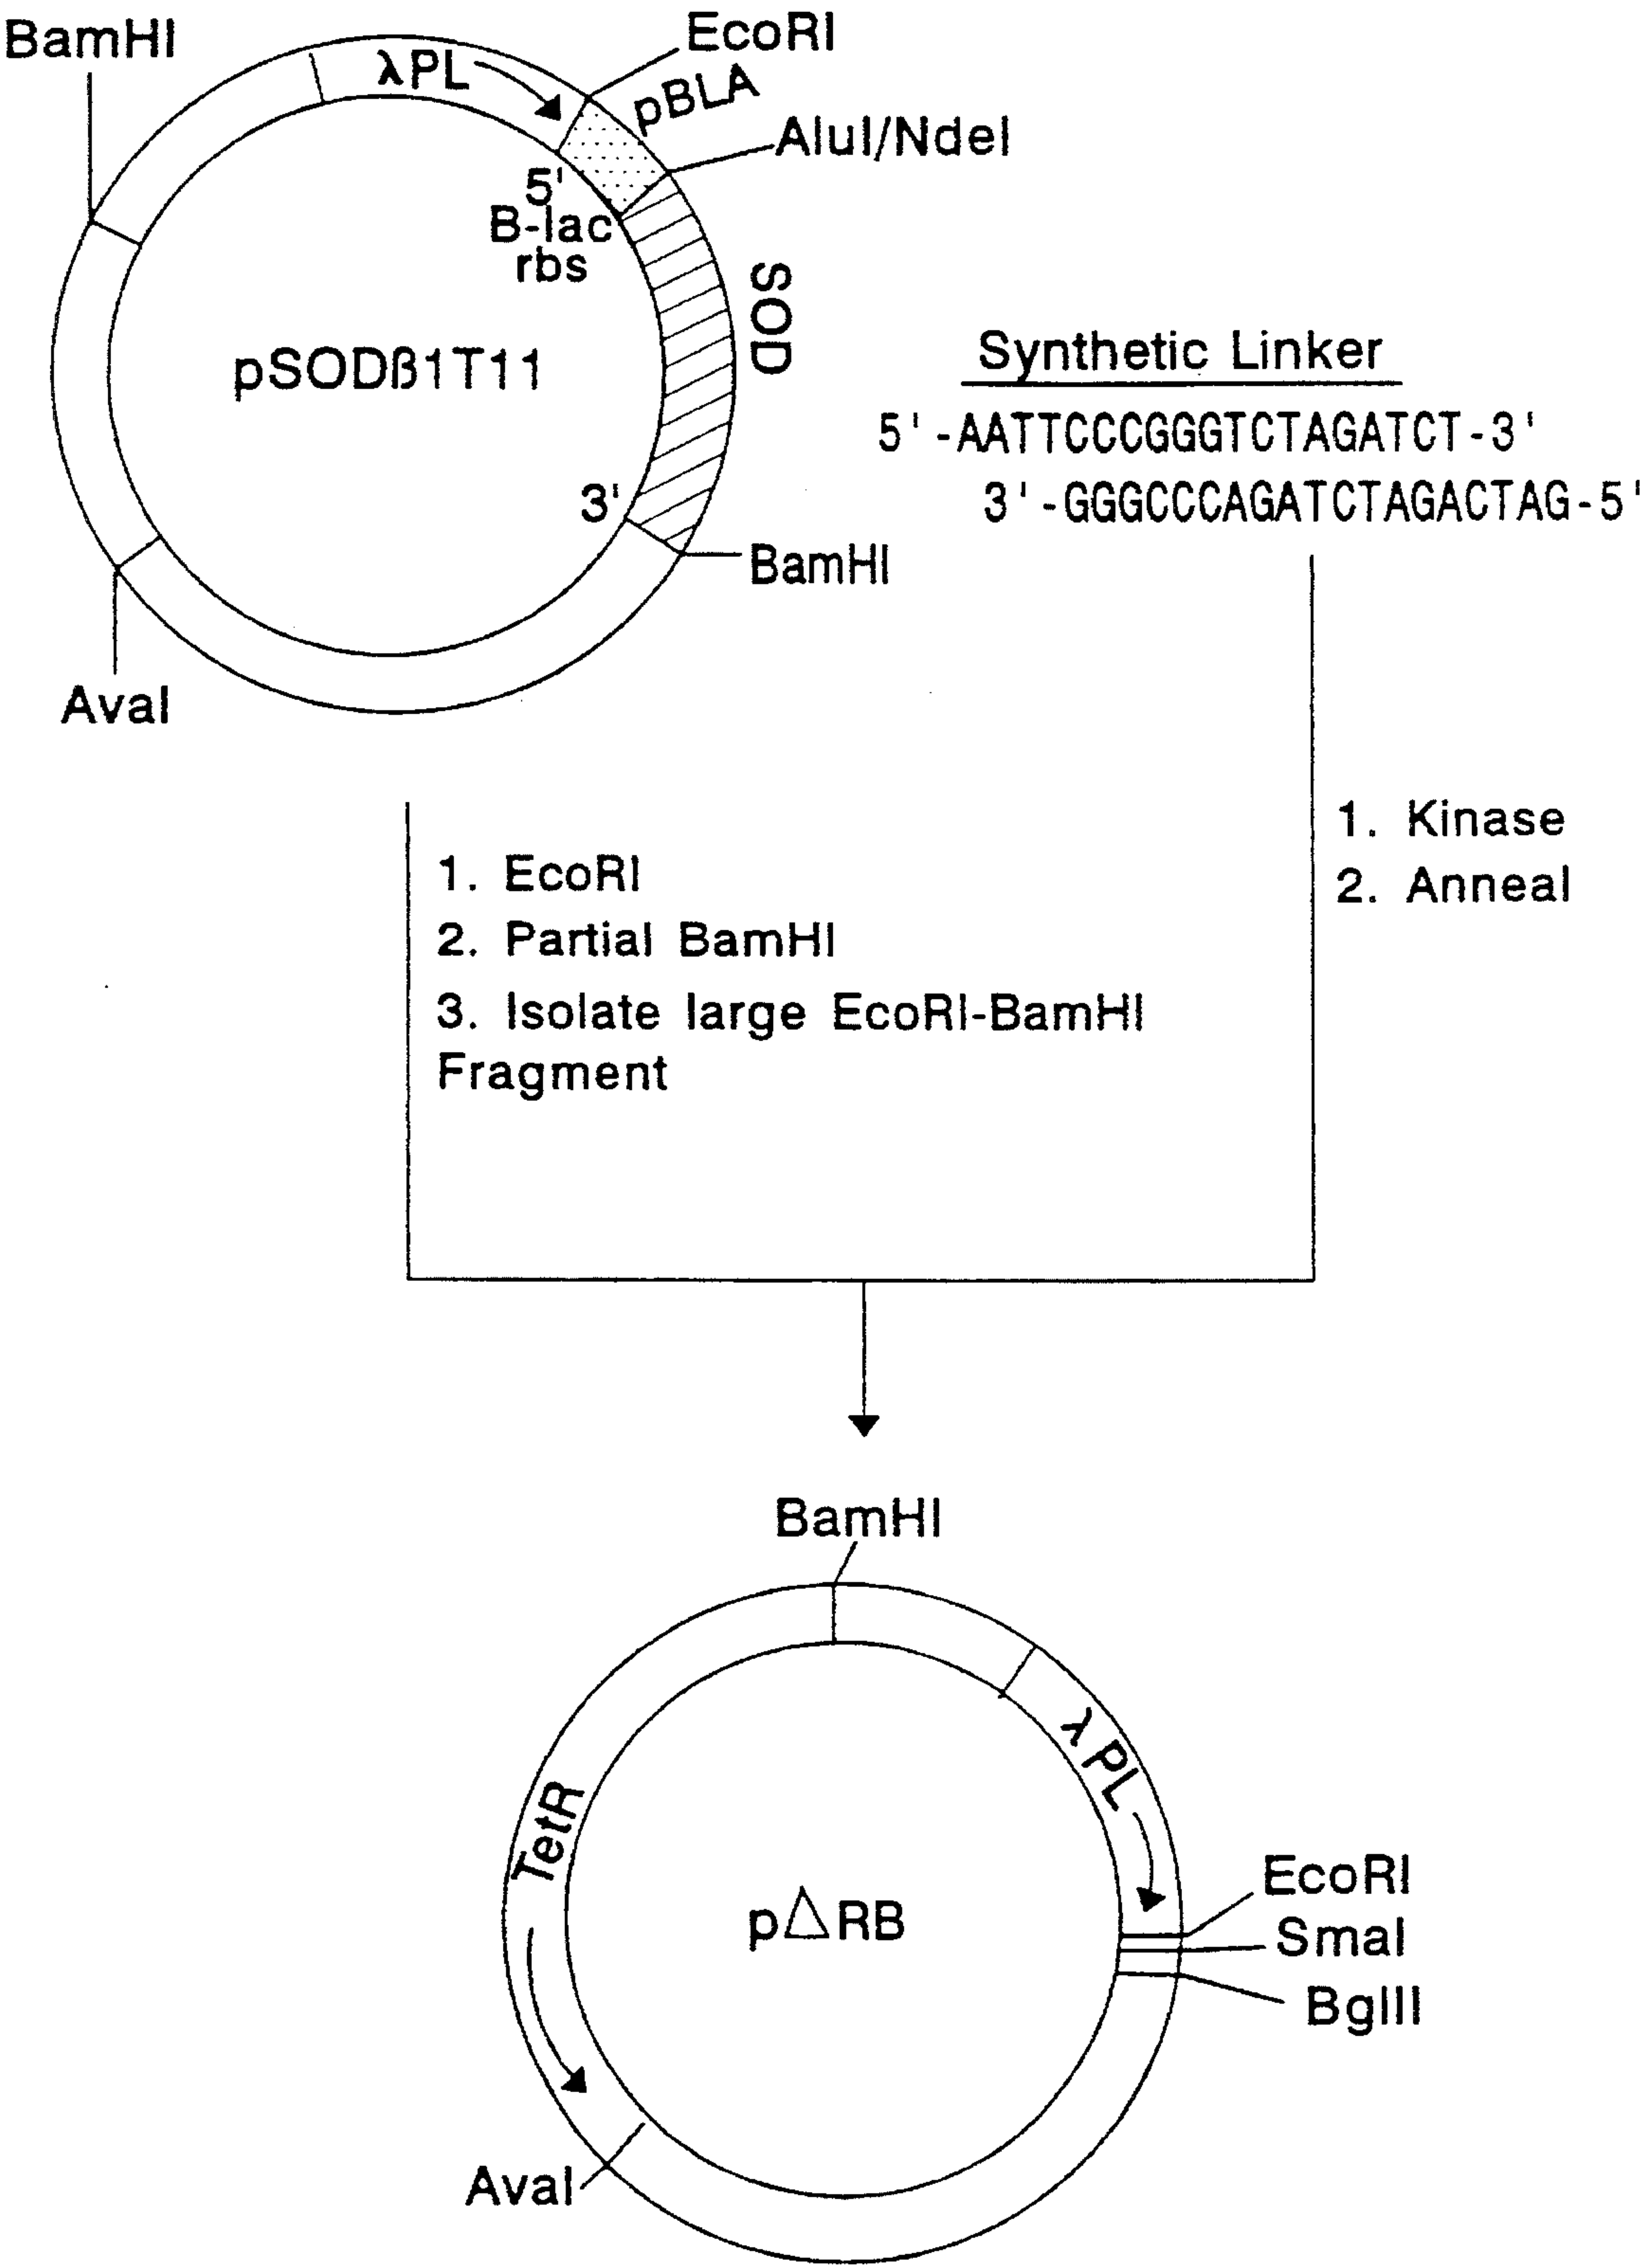 BamHI
EcoRI
λPL
pBLA
AluI/NdeI
5'
B-lac
rbs
SOD
pSODß1T11
3'
BamHI
AvaI
Synthetic Linker
5'-AATTCCCGGGTCTAGATCT-3'
3'-GGGCCCAGATCTAGACTAG-5'
1. EcoRI
2. Partial BamHI
3. Isolate large EcoRI-BamHI
Fragment
1. Kinase
2. Anneal
BamHI
λ PL
TetR
p△RB
EcoRI
SmaI
BglII
AvaI